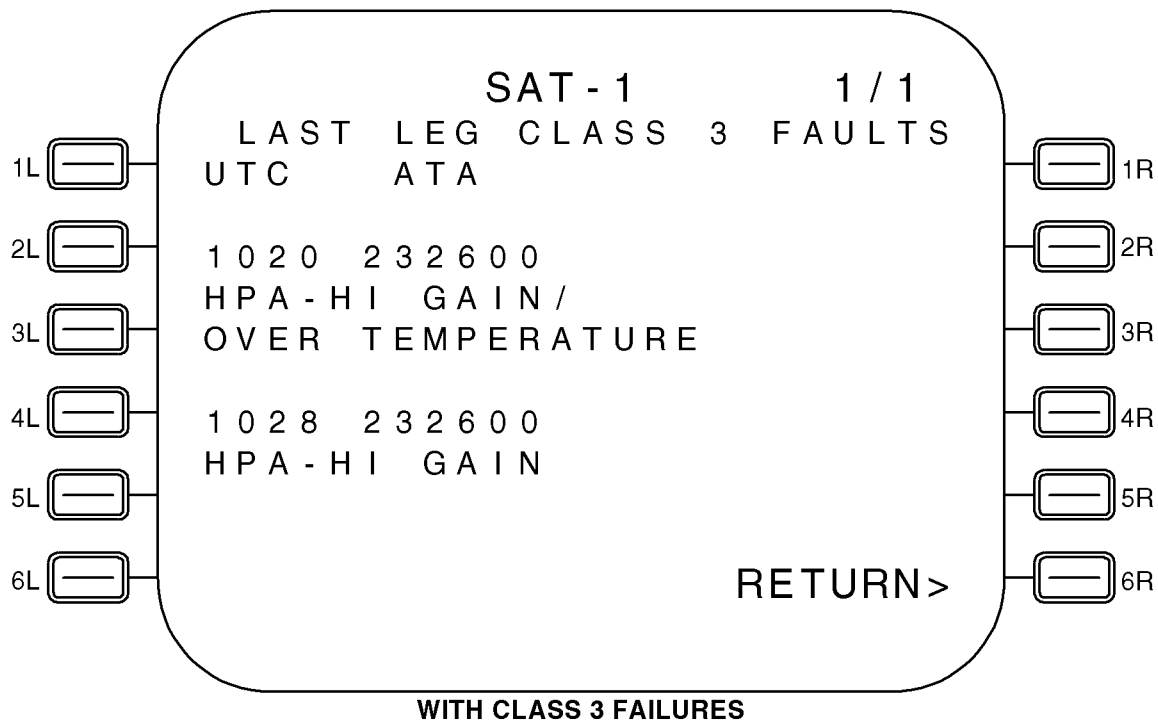 SAT-1 1/1
LAST LEG CLASS 3 FAULTS
1L UTC ATA 1R
2L 1020 232600 2R
HPA-HI GAIN/
3L OVER TEMPERATURE 3R
4L 1028 232600 4R
HPA-HI GAIN
5L 5R
6L RETURN> 6R
WITH CLASS 3 FAILURES